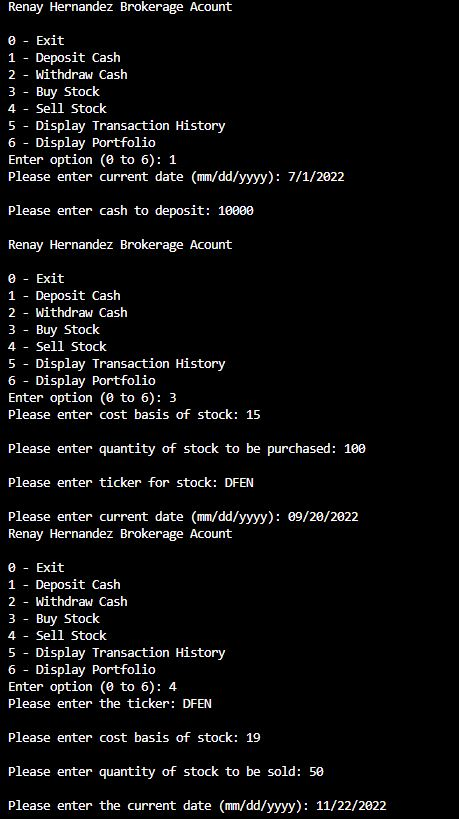 Renay Hernandez Brokerage Acount
0 - Exit
1 - Deposit Cash
2 - Withdraw Cash
3 - Buy Stock
4 - Sell Stock
5 - Display Transaction History
6 - Display Portfolio
Enter option (0 to 6): 1
Please enter current date (mm/dd/yyyy): 7/1/2022
Please enter cash to deposit: 10000
Renay Hernandez Brokerage Acount
0 - Exit
1 - Deposit Cash
2 - Withdraw Cash
3 - Buy Stock
4 - Sell Stock
5 - Display Transaction History
6 - Display Portfolio
Enter option (0 to 6): 3
Please enter cost basis of stock: 15
Please enter quantity of stock to be purchased: 100
Please enter ticker for stock: DFEN
Please enter current date (mm/dd/yyyy): 09/20/2022
Renay Hernandez Brokerage Acount
0 - Exit
1 - Deposit Cash
2 - Withdraw Cash
3 - Buy Stock
4 - Sell Stock
5 - Display Transaction History
6 - Display Portfolio
Enter option (0 to 6): 4
Please enter the ticker: DFEN
Please enter cost basis of stock: 19
Please enter quantity of stock to be sold: 50
Please enter the current date (mm/dd/yyyy): 11/22/2022